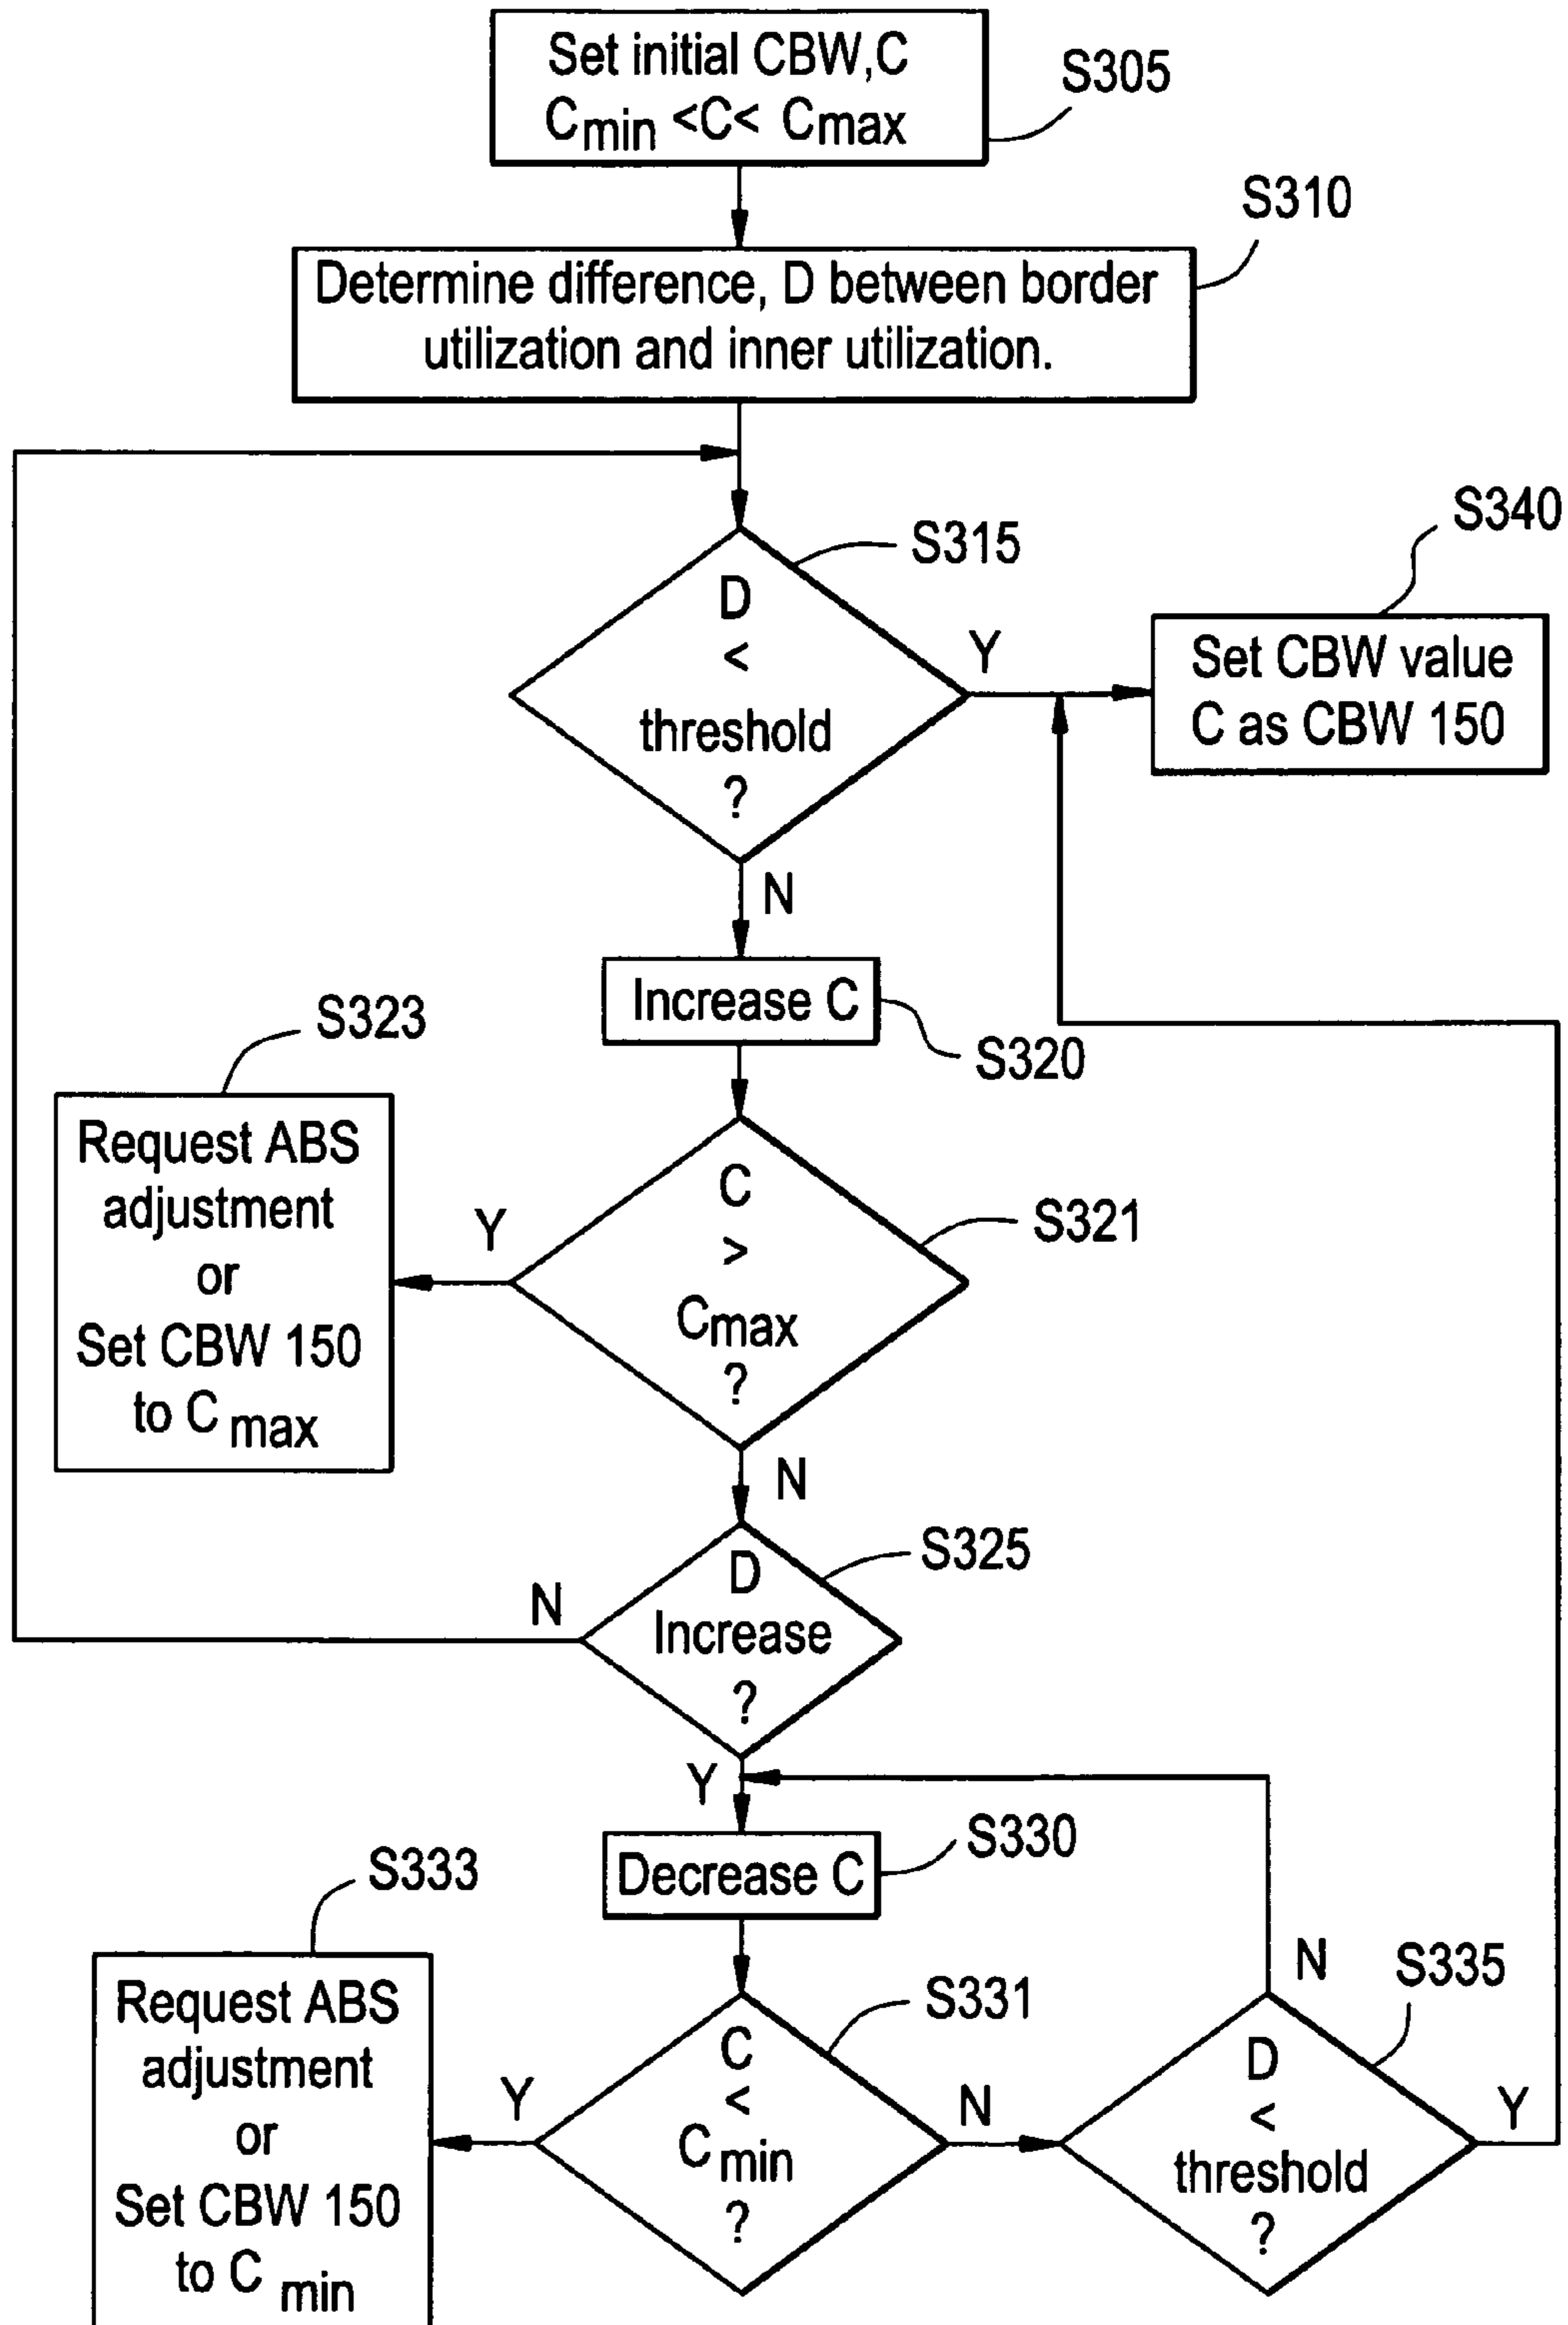 Set initial CBW,C
Cmin <C< Cmax
S305
S310
Determine difference, D between border
utilization and inner utilization.
S315
D
<
threshold
?
Y
N
S340
Set CBW value
C as CBW 150
Increase C
S320
S323
Request ABS
adjustment
or
Set CBW 150
to C max
Y
C
>
Cmax
?
S321
N
S325
D
Increase
?
N
Y
Decrease C
S330
S333
Request ABS
adjustment
or
Set CBW 150
to C min
Y
C
<
C min
?
S331
N
N
S335
D
<
threshold
?
Y